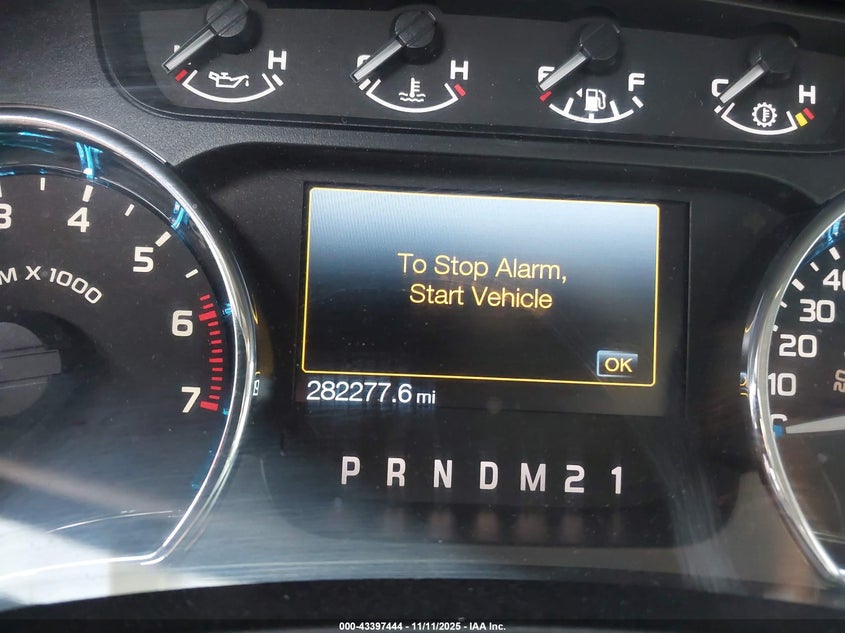 H H F C H
3 4 5 6 7
M X 1000
To Stop Alarm,
Start Vehicle
OK
282277.6 mi
40
30
20
10
P R N D M 2 1
000-43397444 - 11/11/2025 - IAA Inc.